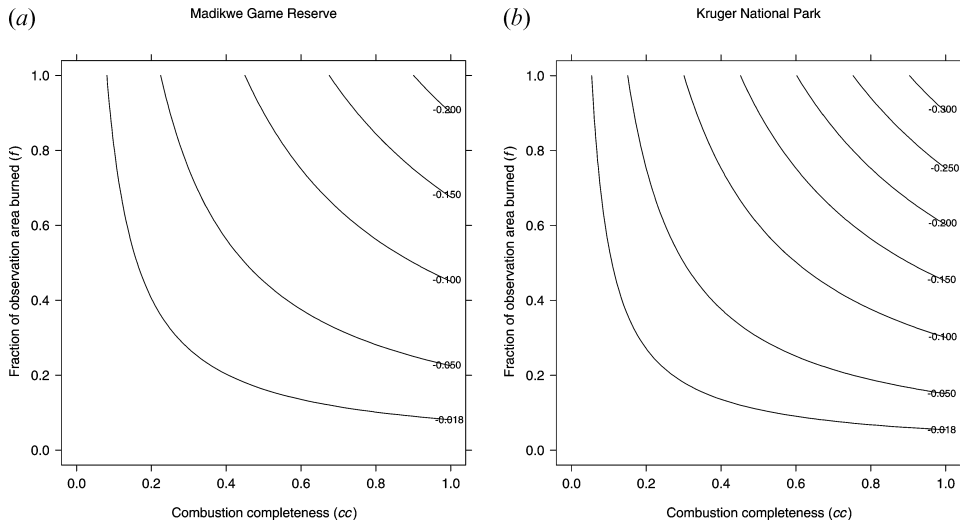 (a)
Madikwe Game Reserve
Fraction of observation area burned (f)
1.0
0.8
0.6
0.4
0.2
0.0
-0.200
-0.150
-0.100
-0.050
-0.018
0.0 0.2 0.4 0.6 0.8 1.0
Combustion completeness (cc)
(b)
Kruger National Park
Fraction of observation area burned (f)
1.0
0.8
0.6
0.4
0.2
0.0
-0.300
-0.250
-0.200
-0.150
-0.100
-0.050
-0.018
0.0 0.2 0.4 0.6 0.8 1.0
Combustion completeness (cc)